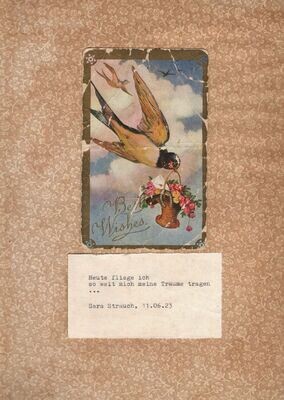 Best
Wishes.
Heute fliege ich
so weit mich meine Träume tragen
...
Sara Strauch, 11.06.23